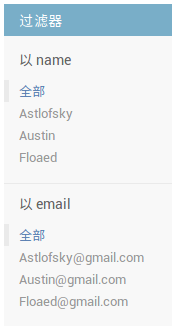 过滤器
以 name
全部
Astlofsky
Austin
Floaed
以 email
全部
Astlofsky@gmail.com
Austin@gmail.com
Floaed@gmail.com